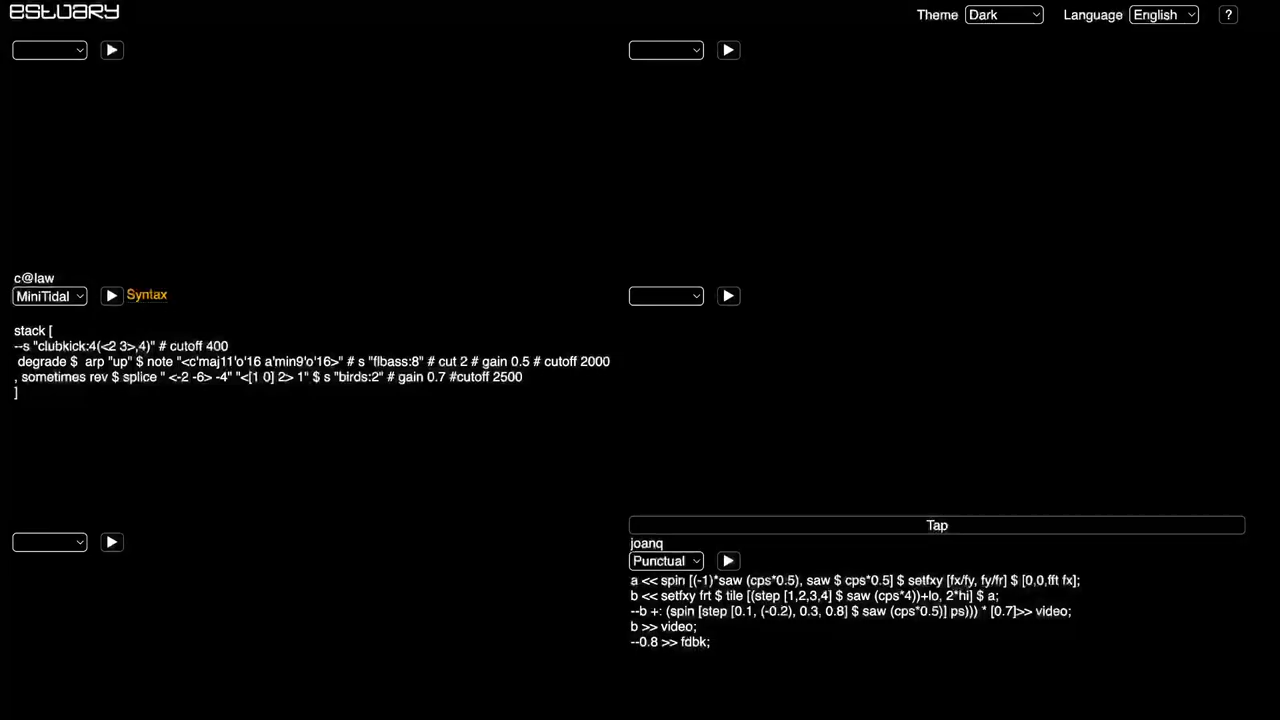 estuary
Theme Dark Language English ?
c@law
MiniTidal Syntax
stack [
--s "clubkick:4(<2 3>,4)" # cutoff 400
degrade $ arp "up" $ note "<c'maj11'o'16 a'min9'o'16>" # s "flbass:8" # cut 2 # gain 0.5 # cutoff 2000
, sometimes rev $ splice " <-2 -6> -4" "<[1 0] 2> 1" $ s "birds:2" # gain 0.7 #cutoff 2500
]
Tap
joanq
Punctual
a << spin [(-1)*saw (cps*0.5), saw $ cps*0.5] $ setfxy [fx/fy, fy/fr] $ [0,0,fft fx];
b << setfxy frt $ tile [(step [1,2,3,4] $ saw (cps*4))+lo, 2*hi] $ a;
--b +: (spin [step [0.1, (-0.2), 0.3, 0.8] $ saw (cps*0.5)] ps))) * [0.7]>> video;
b >> video;
--0.8 >> fdbk;